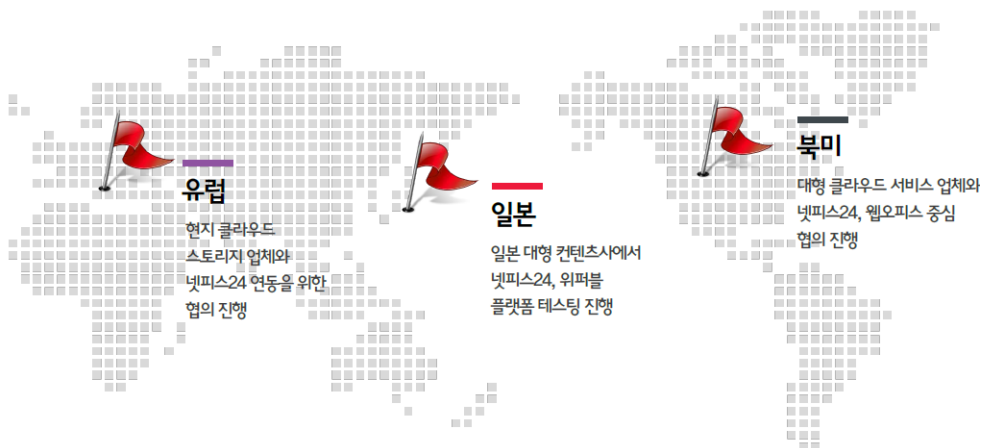 유럽
현지 클라우드
스토리지 업체와
넷피스24 연동을 위한
협의 진행
일본
일본 대형 컨텐츠사에서
넷피스24, 위퍼블
플랫폼 테스팅 진행
북미
대형 클라우드 서비스 업체와
넷피스24, 웹오피스 중심
협의 진행